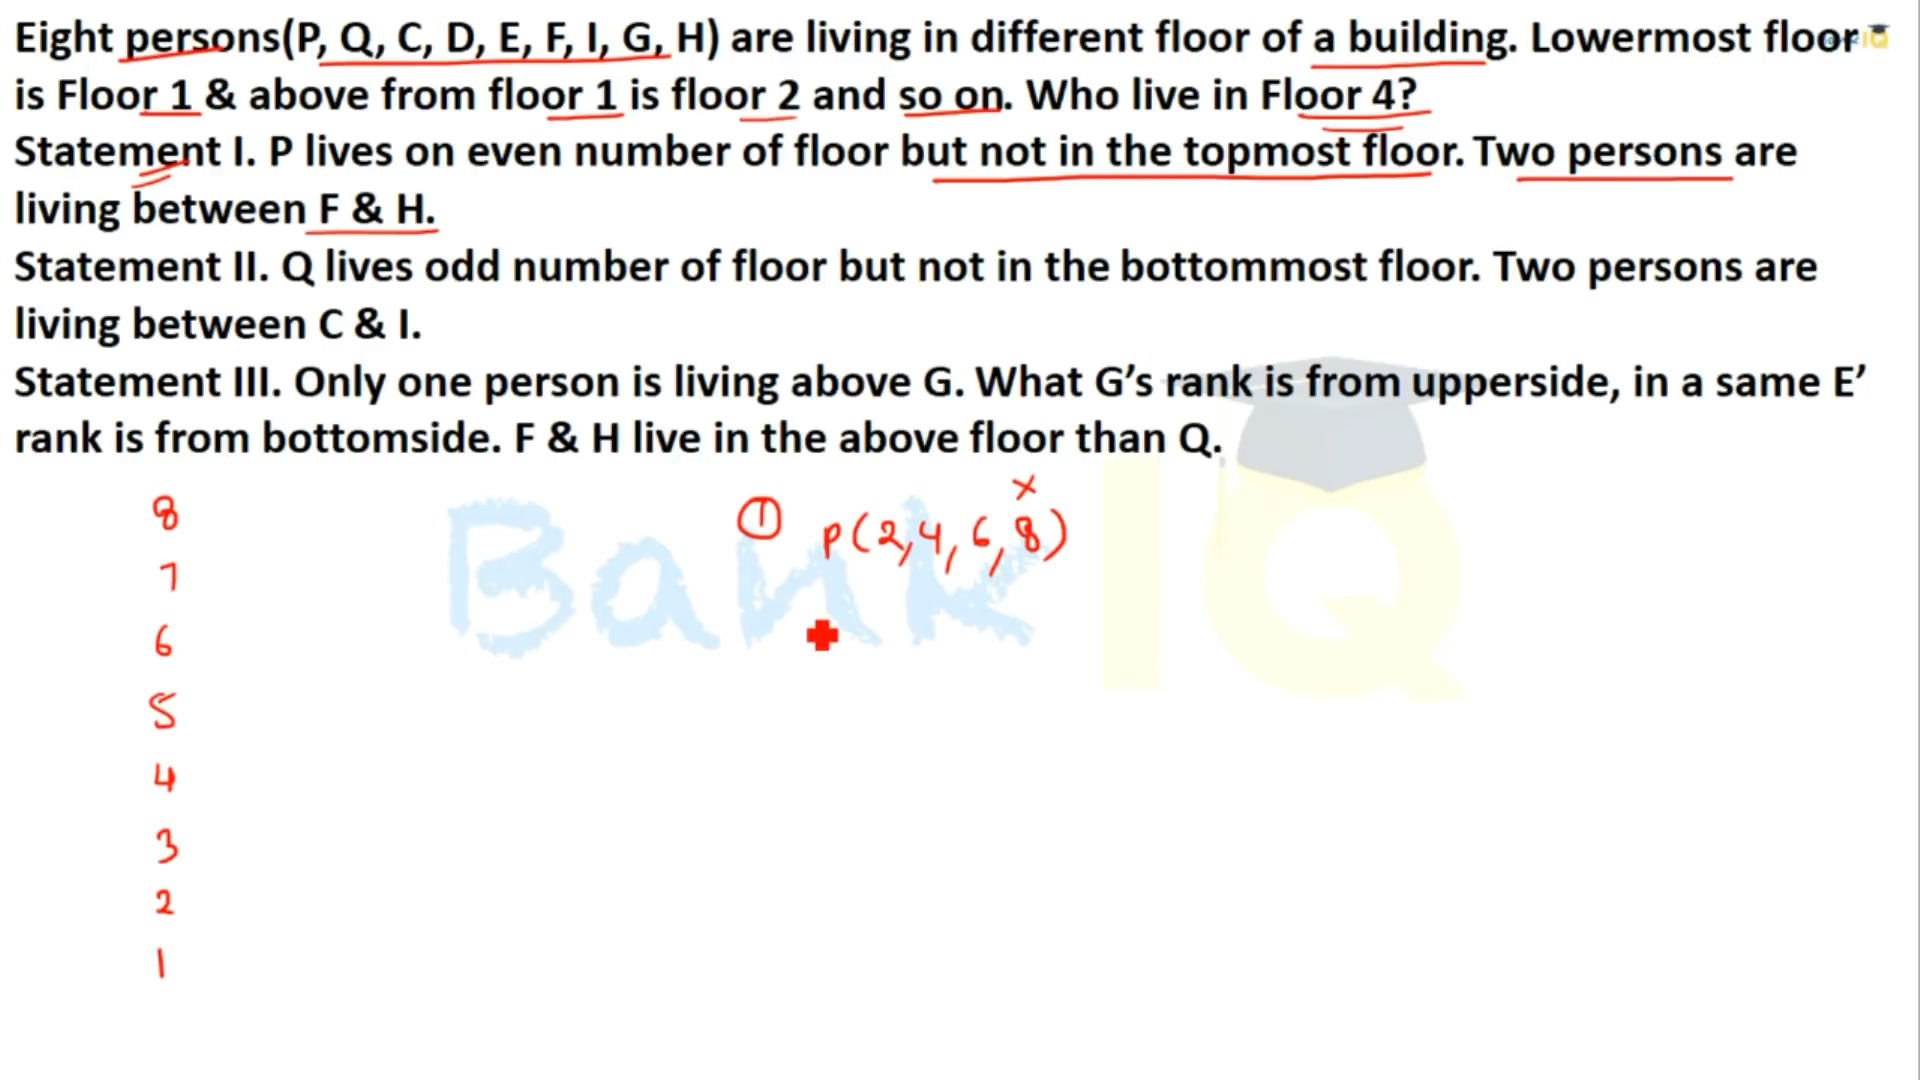 Eight persons(P, Q, C, D, E, F, I, G, H) are living in different floor of a building. Lowermost floor
is Floor 1 & above from floor 1 is floor 2 and so on. Who live in Floor 4?
Statement I. P lives on even number of floor but not in the topmost floor. Two persons are
living between F & H.
Statement II. Q lives odd number of floor but not in the bottommost floor. Two persons are
living between C & I.
Statement III. Only one person is living above G. What G’s rank is from upperside, in a same E’
rank is from bottomside. F & H live in the above floor than Q.
x
8
① P(2,4,6,8)
7
6
5
4
3
2
1
Bank IQ